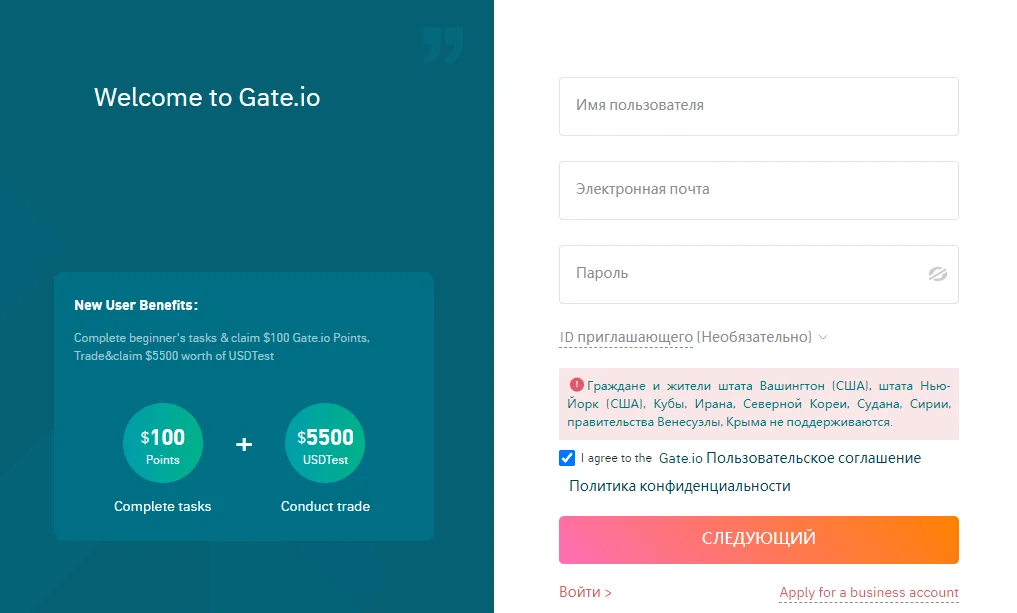 Welcome to Gate.io
New User Benefits:
Complete beginner's tasks & claim $100 Gate.io Points,
Trade&claim $5500 worth of USDTest
$100
Points
+
$5500
USDTest
Complete tasks
Conduct trade
Имя пользователя
Электронная почта
Пароль
ID приглашающего (Необязательно)
Граждане и жители штата Вашингтон (США), штата Нью-
Йорк (США), Кубы, Ирана, Северной Кореи, Судана, Сирии,
правительства Венесуэлы, Крыма не поддерживаются.
I agree to the Gate.io Пользовательское соглашение
Политика конфиденциальности
СЛЕДУЮЩИЙ
Войти >
Apply for a business account